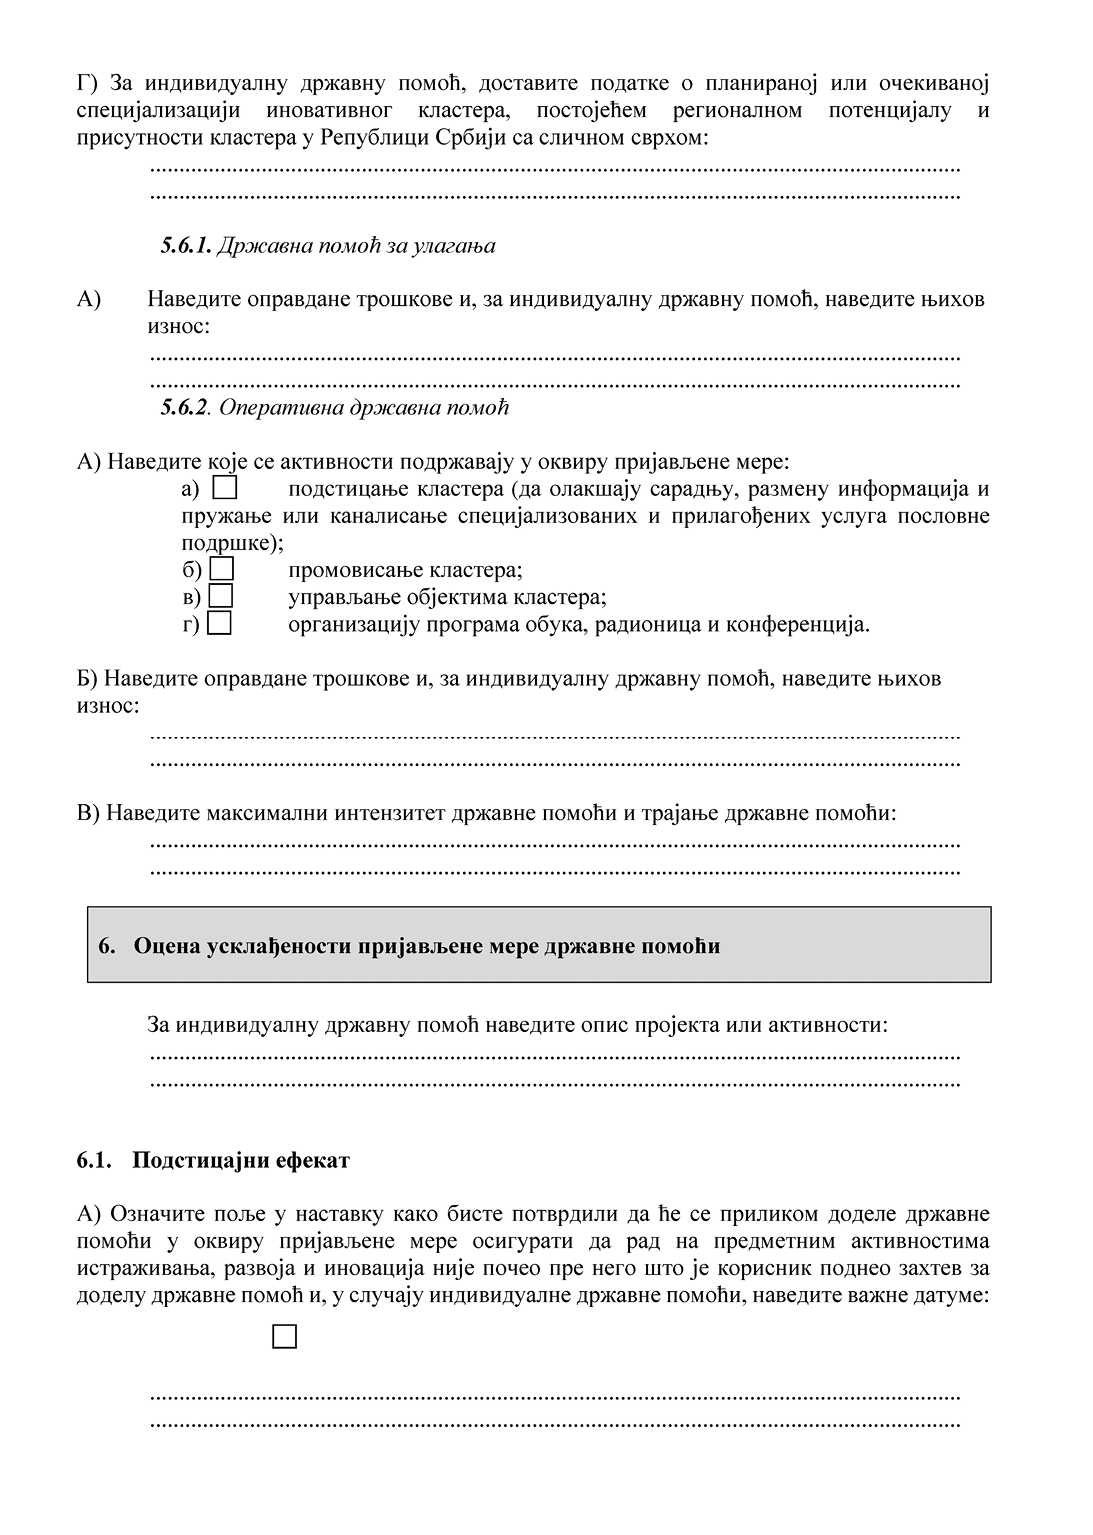 Г) За индивидуалну државну помоћ, доставите податке о планираној или очекиваној
специјализацији иновативног кластера, постојећем регионалном потенцијалу и
присутности кластера у Републици Србији са сличном сврхом:
..........................................................................................................................................
..........................................................................................................................................
5.6.1. Државна помоћ за улагања
А) Наведите оправдане трошкове и, за индивидуалну државну помоћ, наведите њихов
износ:
..........................................................................................................................................
..........................................................................................................................................
5.6.2. Оперативна државна помоћ
А) Наведите које се активности подржавају у оквиру пријављене мере:
а) ☐ подстицање кластера (да олакшају сарадњу, размену информација и
пружање или каналисање специјализованих и прилагођених услуга пословне
подршке);
б) ☐ промовисање кластера;
в) ☐ управљање објектима кластера;
г) ☐ организацију програма обука, радионица и конференција.
Б) Наведите оправдане трошкове и, за индивидуалну државну помоћ, наведите њихов
износ:
..........................................................................................................................................
..........................................................................................................................................
В) Наведите максимални интензитет државне помоћи и трајање државне помоћи:
..........................................................................................................................................
..........................................................................................................................................
6. Оцена усклађености пријављене мере државне помоћи
За индивидуалну државну помоћ наведите опис пројекта или активности:
..........................................................................................................................................
..........................................................................................................................................
6.1. Подстицајни ефекат
А) Означите поље у наставку како бисте потврдили да ће се приликом доделе државне
помоћи у оквиру пријављене мере осигурати да рад на предметним активностима
истраживања, развоја и иновација није почео пре него што је корисник поднео захтев за
доделу државне помоћ и, у случају индивидуалне државне помоћи, наведите важне датуме:
☐
..........................................................................................................................................
..........................................................................................................................................